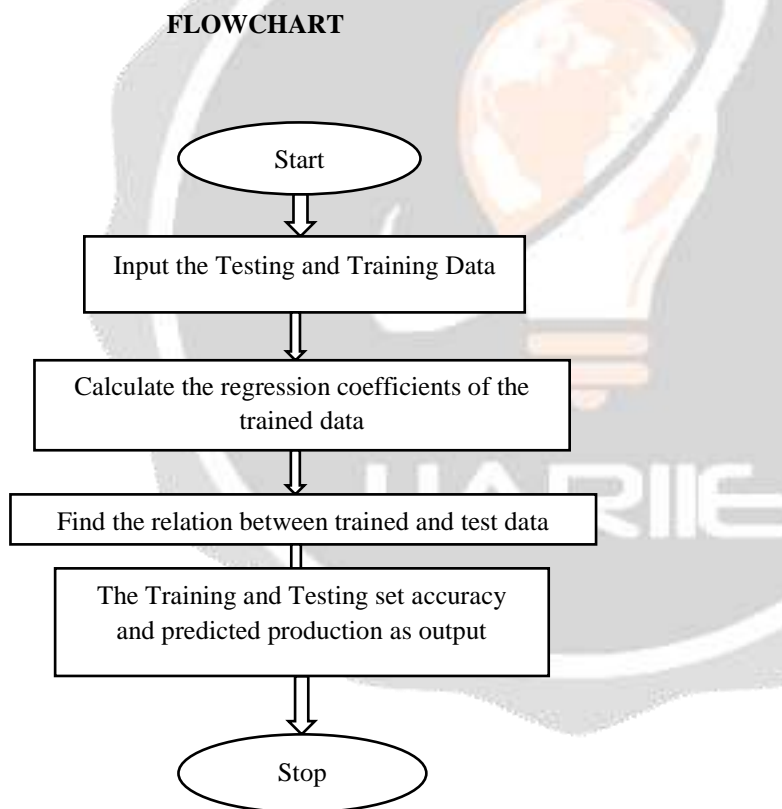 FLOWCHART
Start
Input the Testing and Training Data
Calculate the regression coefficients of the
trained data
Find the relation between trained and test data
The Training and Testing set accuracy
and predicted production as output
Stop